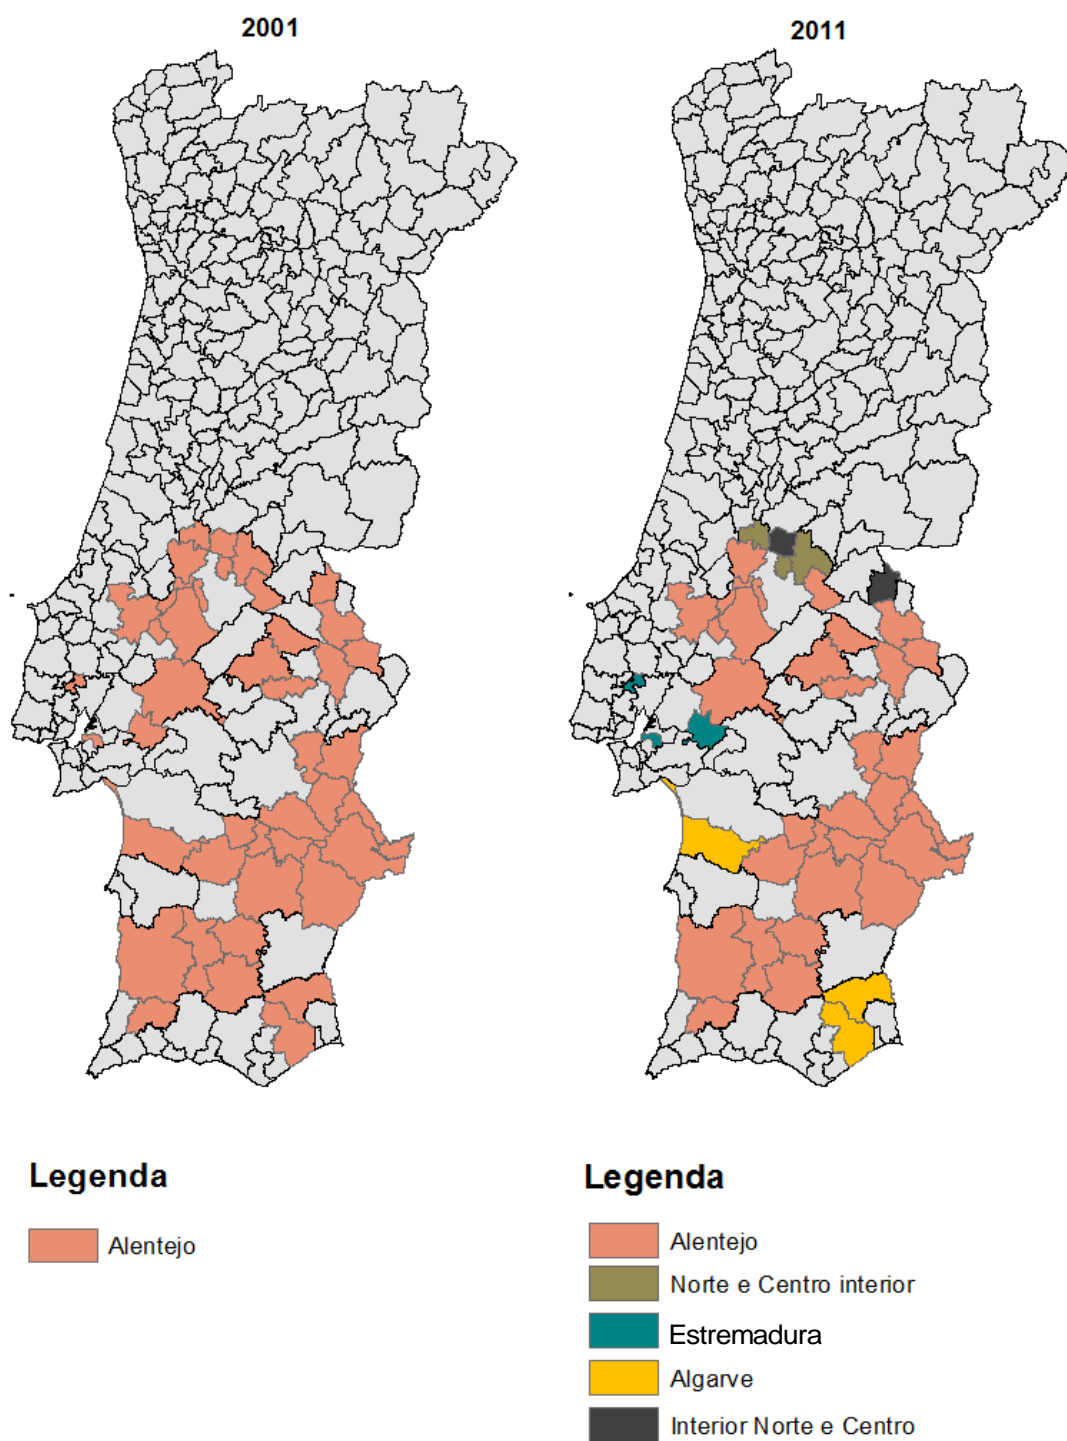 2001
2011
Legenda
Alentejo
Legenda
Alentejo
Norte e Centro interior
Estremadura
Algarve
Interior Norte e Centro